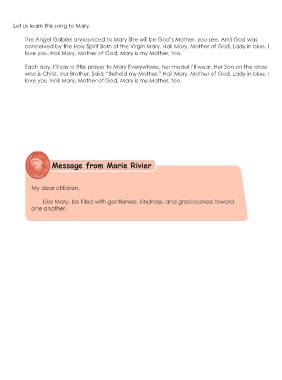 Let us learn this song to Mary.
The Angel Gabriel announced to Mary She will be God's Mother, you see. And God was
conceived by the Holy Spirit Born of the Virgin Mary. Hail Mary, Mother of God, Lady in blue, I
love you. Hail Mary, Mother of God, Mary is my Mother, too.
Each day, I'll say a little prayer to Mary Everywhere, her medal I'll wear. Her Son on the cross
who is Christ, our Brother. Said: "Behold my Mother." Hail Mary, Mother of God, Lady in blue, I
love you. Hail Mary, Mother of God, Mary is my Mother, too.
Message from Marie Rivier
My dear children,
Like Mary, be filled with gentleness, kindness, and graciousness toward
one another.